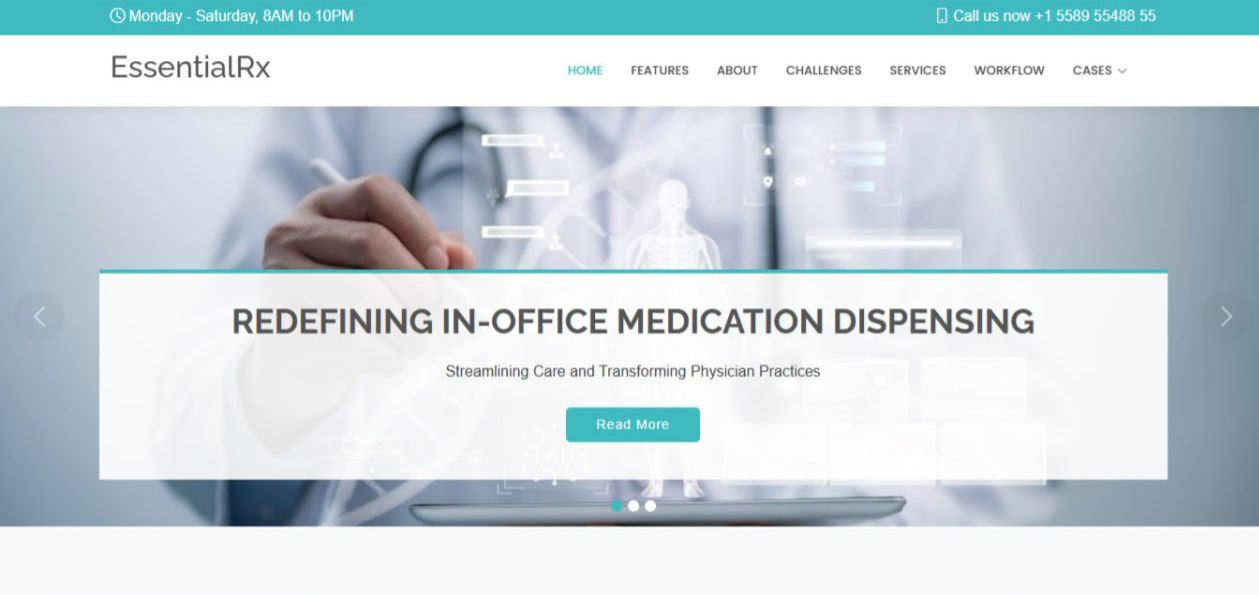 Monday - Saturday, 8AM to 10PM
Call us now +1 5589 55488 55
EssentialRx
HOME FEATURES ABOUT CHALLENGES SERVICES WORKFLOW CASES
REDEFINING IN-OFFICE MEDICATION DISPENSING
Streamlining Care and Transforming Physician Practices
Read More
AI